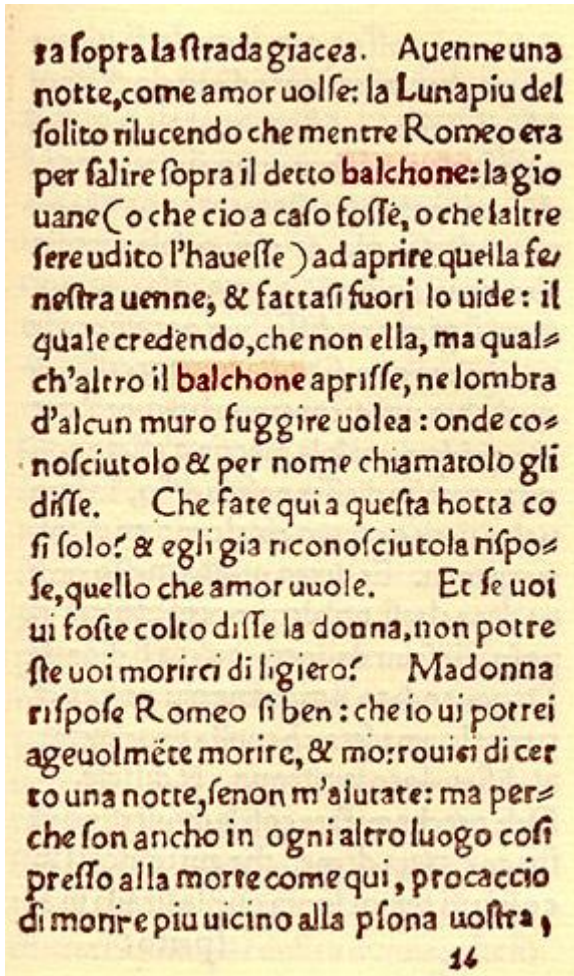 ra ſopra la ſtrada giacea. Auenne una
notte, come amor uolſe: la Luna piu del
ſolito rilucendo che mentre Romeo era
per ſalire ſopra il detto balchone: la gio
uane (o che cio a caſo foſſe, o che laltre
ſere udito l'haueſſe) ad aprire quella fe/
neſtra uenne, & fattaſi fuori lo uide: il
quale credendo, che non ella, ma qual⸗
ch'altro il balchone apriſſe, ne lombra
d'alcun muro fuggire uolea: onde co⸗
noſciutolo & per nome chiamatolo gli
diſſe. Che fate qui a queſta hotta co
ſi ſolo? & egli gia riconoſciutola riſpo⸗
ſe, quello che amor uuole. Et ſe uoi
ui foſte colto diſſe la donna, non potre
ſte uoi morirci di ligiero? Madonna
riſpoſe Romeo ſi ben: che io ui potrei
ageuolmēte morire, & morrouici di cer
to una notte, ſenon m'aiutate: ma per⸗
che ſon ancho in ogni altro luogo coſi
preſſo alla morte come qui, procaccio
di morire piu uicino alla pſona uoſtra,
14